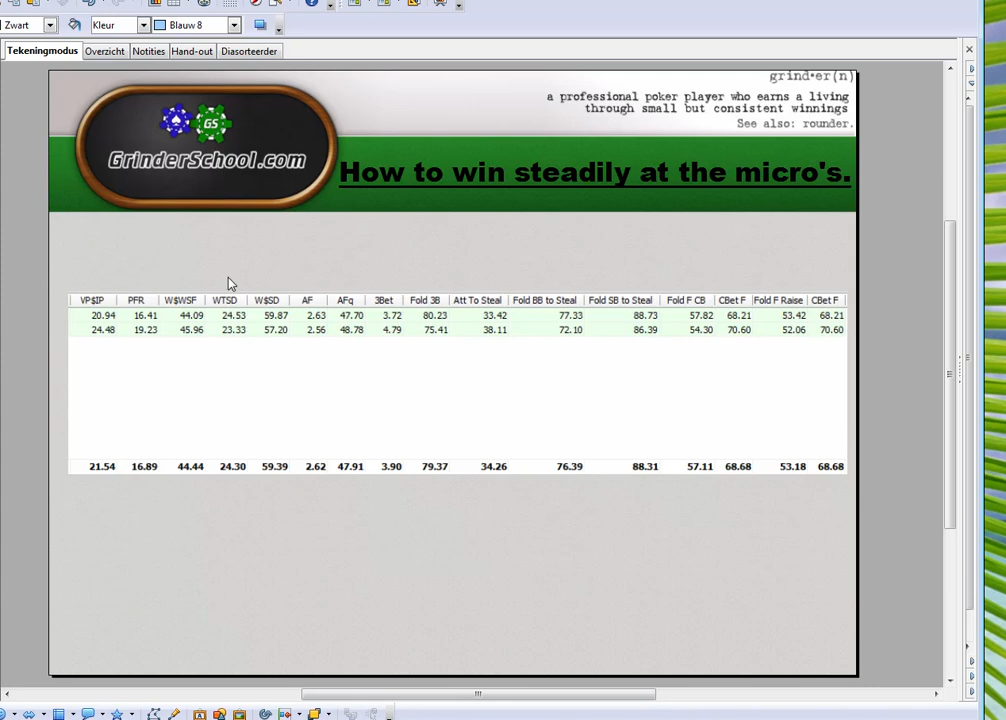 Zwart Kleur Blauw 8
Tekeningmodus Overzicht Notities Hand-out Diasorteerder
grind•er(n)
a professional poker player who earns a living
through small but consistent winnings
See also: rounder.
GS
GrinderSchool.com
How to win steadily at the micro's.
VP$IP PFR W$WSF WTSD W$SD AF AFq 3Bet Fold 3B Att To Steal Fold BB to Steal Fold SB to Steal Fold F CB CBet F Fold F Raise CBet F
20.94 16.41 44.09 24.53 59.87 2.63 47.70 3.72 80.23 33.42 77.33 88.73 57.82 68.21 53.42 68.21
24.48 19.23 45.96 23.33 57.20 2.56 48.78 4.79 75.41 38.11 72.10 86.39 54.30 70.60 52.06 70.60
21.54 16.89 44.44 24.30 59.39 2.62 47.91 3.90 79.37 34.26 76.39 88.31 57.11 68.68 53.18 68.68